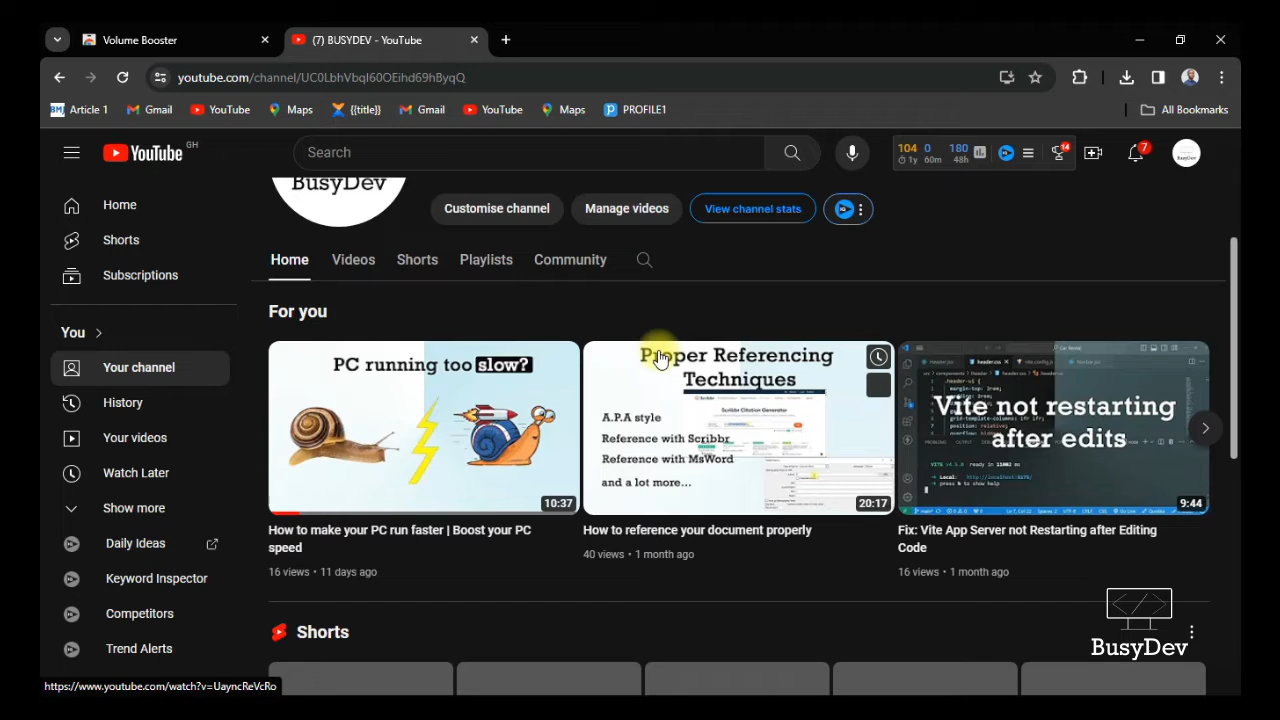 Volume Booster
(7) BUSYDEV - YouTube
youtube.com/channel/UC0LbhVbqI60OEihd69hByqQ
BMJ Article 1 Gmail YouTube Maps {{title}} Gmail YouTube Maps PROFILE1 All Bookmarks
YouTube GH
Search
104 0 180
1y 60m 48h
14
7
BusyDev
BusyDev
Customise channel Manage videos View channel stats
Home
Shorts
Subscriptions
You
Your channel
History
Your videos
Watch Later
Show more
Daily Ideas
Keyword Inspector
Competitors
Trend Alerts
Home Videos Shorts Playlists Community
For you
PC running too slow?
10:37
How to make your PC run faster | Boost your PC
speed
16 views • 11 days ago
Proper Referencing
Techniques
Scribbr Citation Generator
A.P.A style
Reference with Scribbr
Reference with MsWord
and a lot more...
20:17
How to reference your document properly
40 views • 1 month ago
Vite not restarting
after edits
9:44
Fix: Vite App Server not Restarting after Editing
Code
16 views • 1 month ago
Shorts
BusyDev
https://www.youtube.com/watch?v=UayncReVcRo